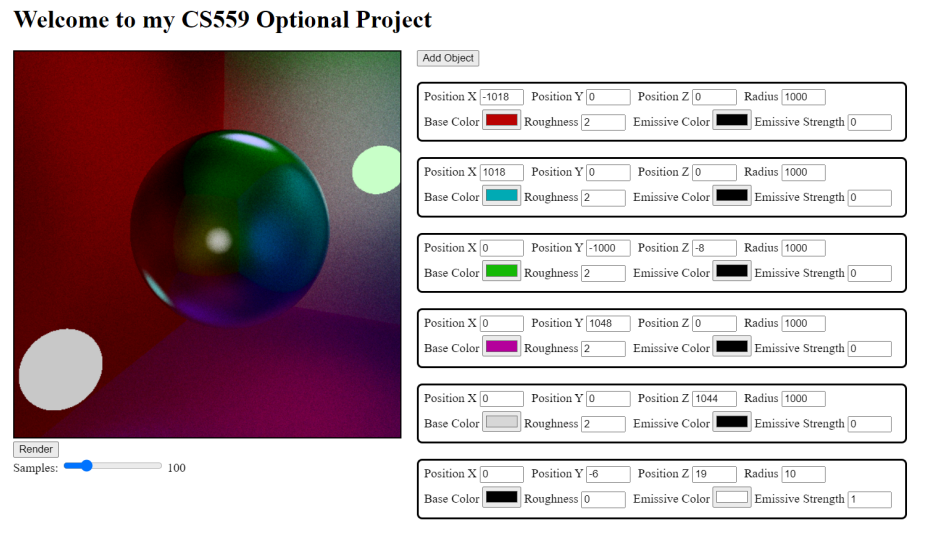 Welcome to my CS559 Optional Project
Add Object
Position X -1018 Position Y 0 Position Z 0 Radius 1000
Base Color Roughness 2 Emissive Color Emissive Strength 0
Position X 1018 Position Y 0 Position Z 0 Radius 1000
Base Color Roughness 2 Emissive Color Emissive Strength 0
Position X 0 Position Y -1000 Position Z -8 Radius 1000
Base Color Roughness 2 Emissive Color Emissive Strength 0
Position X 0 Position Y 1048 Position Z 0 Radius 1000
Base Color Roughness 2 Emissive Color Emissive Strength 0
Position X 0 Position Y 0 Position Z 1044 Radius 1000
Base Color Roughness 2 Emissive Color Emissive Strength 0
Position X 0 Position Y -6 Position Z 19 Radius 10
Base Color Roughness 0 Emissive Color Emissive Strength 1
Render
Samples: 100